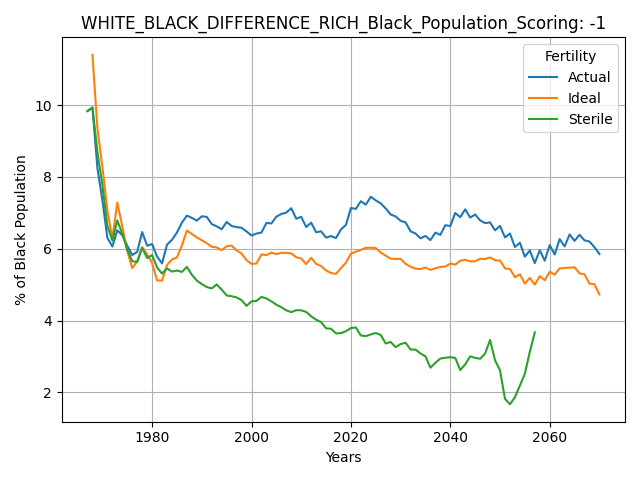 WHITE_BLACK_DIFFERENCE_RICH_Black_Population_Scoring: -1
Fertility
Actual
Ideal
Sterile
% of Black Population
10
8
6
4
2
1980 2000 2020 2040 2060
Years